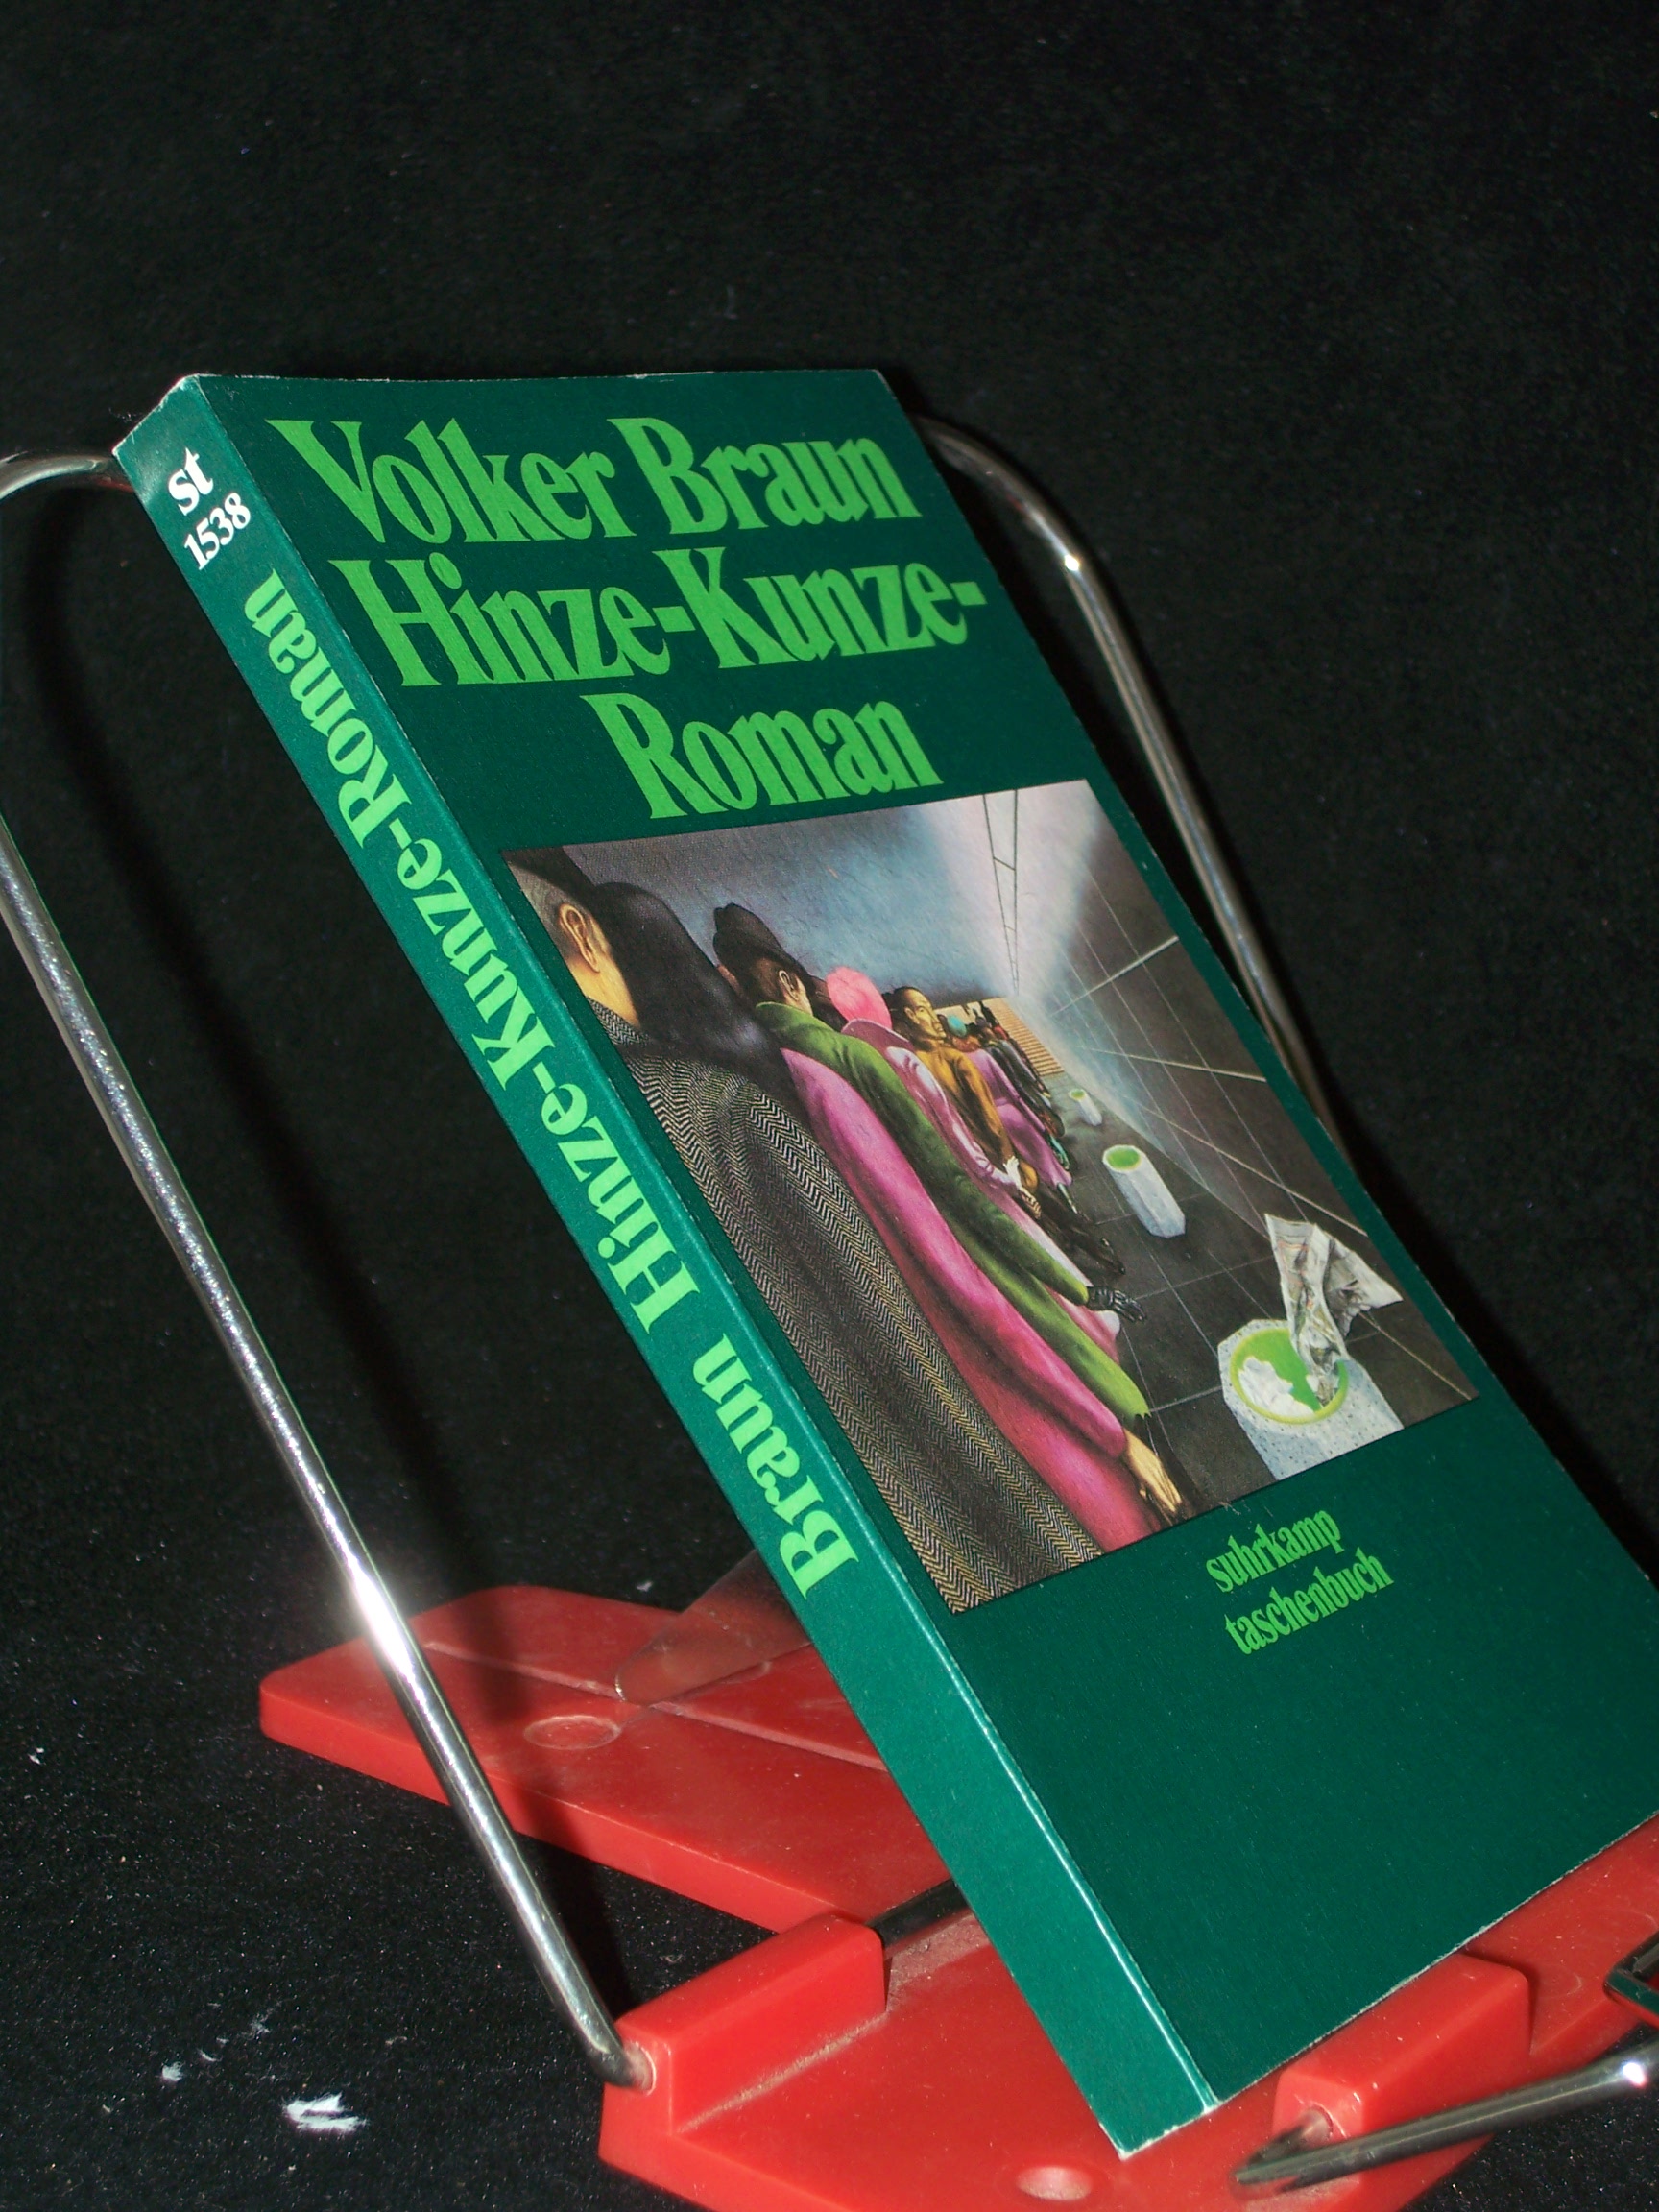 Volker Braun
Hinze-Kunze-
Roman
suhrkamp
taschenbuch
st
1538
Braun Hinze-Kunze-Roman